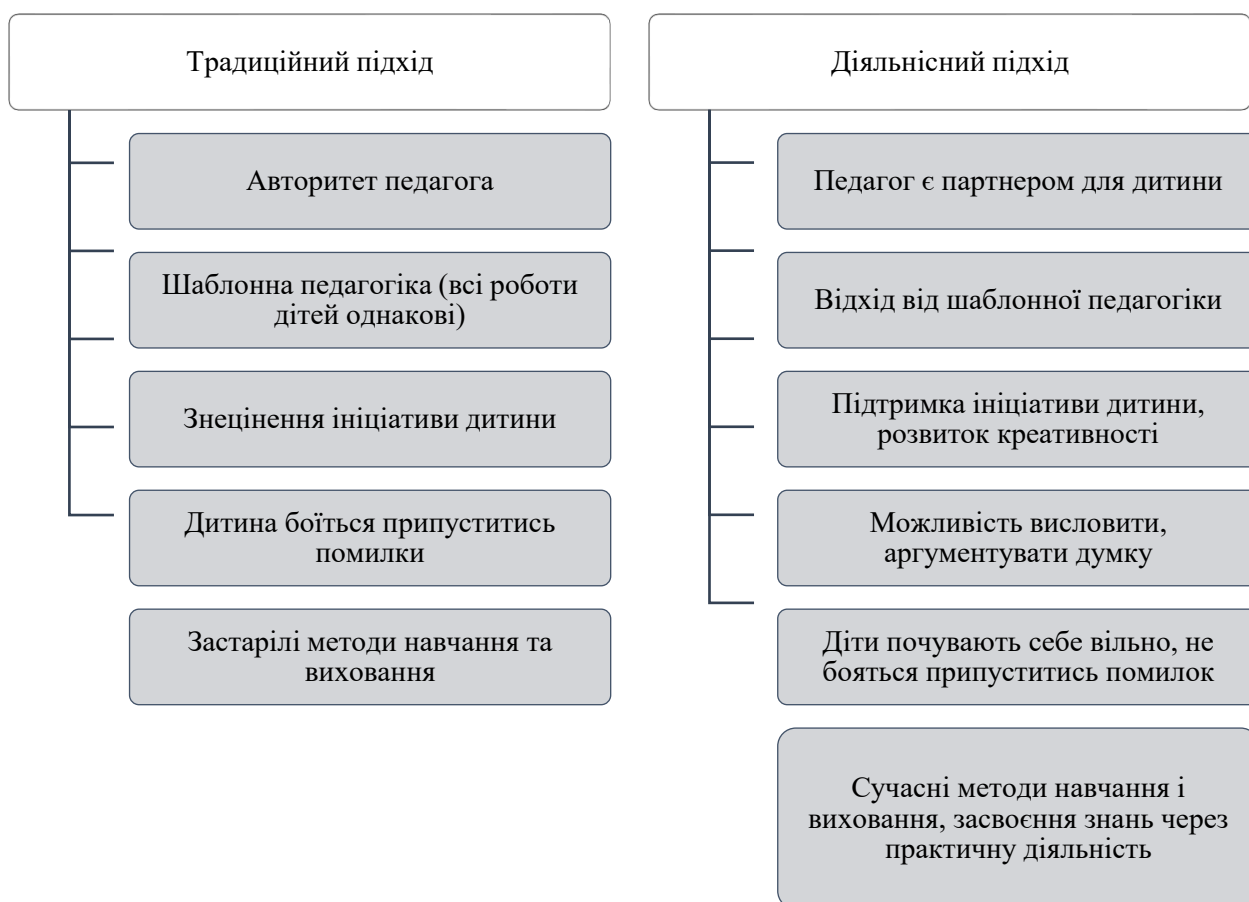 Традиційний підхід
Авторитет педагога
Шаблонна педагогіка (всі роботи
дітей однакові)
Знецінення ініціативи дитини
Дитина боїться припуститись
помилки
Застарілі методи навчання та
виховання
Діяльнісний підхід
Педагог є партнером для дитини
Відхід від шаблонної педагогіки
Підтримка ініціативи дитини,
розвиток креативності
Можливість висловити,
аргументувати думку
Діти почувають себе вільно, не
бояться припуститись помилок
Сучасні методи навчання і
виховання, засвоєння знань через
практичну діяльність